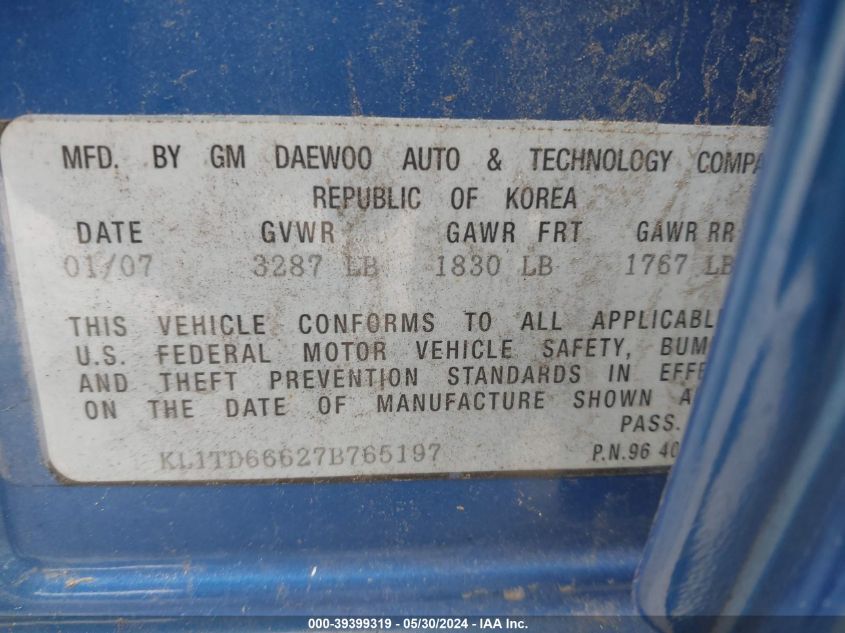 MFD. BY GM DAEWOO AUTO & TECHNOLOGY COMPA
REPUBLIC OF KOREA
DATE GVWR GAWR FRT GAWR RR
01/07 3287 LB 1830 LB 1767 LB
THIS VEHICLE CONFORMS TO ALL APPLICABLE
U.S. FEDERAL MOTOR VEHICLE SAFETY, BUM
AND THEFT PREVENTION STANDARDS IN EFFE
ON THE DATE OF MANUFACTURE SHOWN A
PASS.
KL1TD66627B765197 P.N.96 40
000-39399319 - 05/30/2024 - IAA Inc.